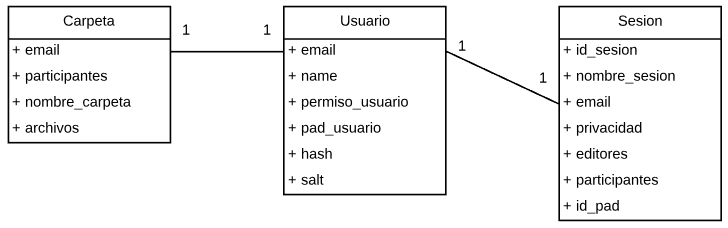 Carpeta
+ email
+ participantes
+ nombre_carpeta
+ archivos
1
1
Usuario
+ email
+ name
+ permiso_usuario
+ pad_usuario
+ hash
+ salt
1
1
Sesion
+ id_sesion
+ nombre_sesion
+ email
+ privacidad
+ editores
+ participantes
+ id_pad